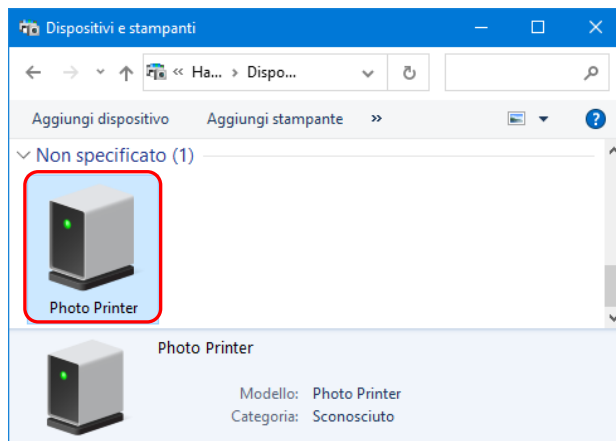 Dispositivi e stampanti
« Ha... › Dispo...
Aggiungi dispositivo Aggiungi stampante »
Non specificato (1)
Photo Printer
Photo Printer
Modello: Photo Printer
Categoria: Sconosciuto